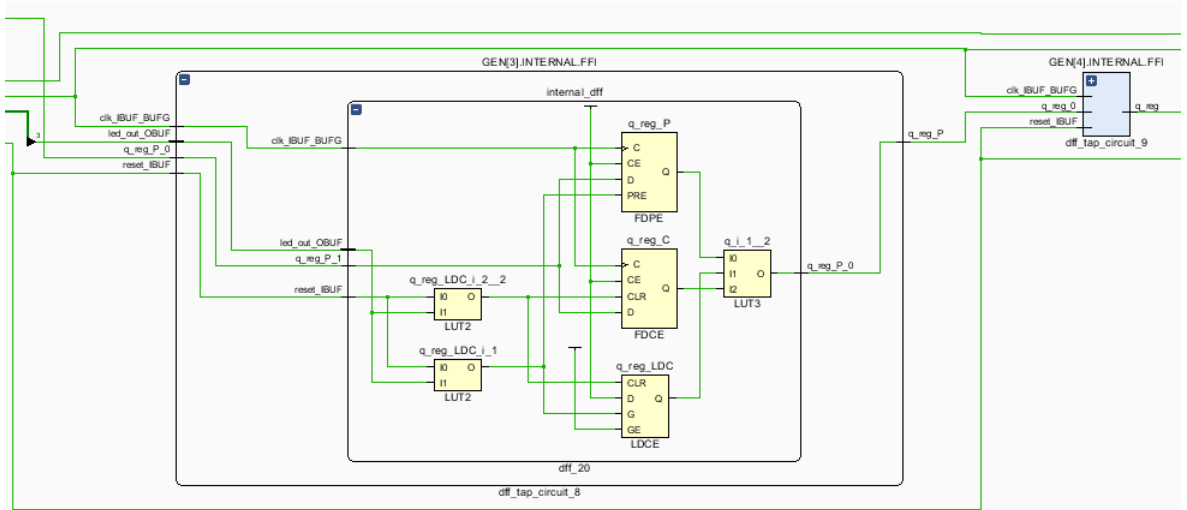 GEN[3].INTERNAL.FFI
GEN[4].INTERNAL.FFI
internal_dff
clk_IBUF_BUFG
q_reg_0
q_reg
reset_IBUF
dff_tap_circuit_9
clk_IBUF_BUFG
led_out_OBUF
q_reg_P_0
reset_IBUF
3
clk_IBUF_BUFG
q_reg_P
C
CE
D
PRE
Q
FDPE
q_reg_P
led_out_OBUF
q_reg_P_1
reset_IBUF
q_reg_C
C
CE
CLR
D
Q
FDCE
q_i_1__2
I0
I1
I2
O
LUT3
q_reg_P_0
q_reg_LDC_i_2__2
I0
I1
O
LUT2
q_reg_LDC_i_1
I0
I1
O
LUT2
q_reg_LDC
CLR
D
G
GE
Q
LDCE
dff_20
dff_tap_circuit_8